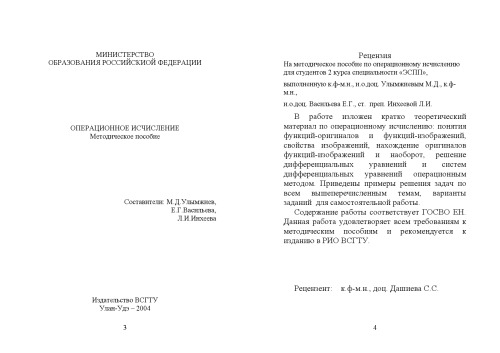 МИНИСТЕРСТВО
ОБРАЗОВАНИЯ РОССИЙСКИОЙ ФЕДЕРАЦИИ
ОПЕРАЦИОННОЕ ИСЧИСЛЕНИЕ
Методическое пособие
Составители: М.Д.Улымжиев,
Е.Г.Васильева,
Л.И.Инхеева
Издательство ВСГТУ
Улан-Удэ – 2004
3
Рецензия
На методическое пособие по операционному исчислению
для студентов 2 курса специальности «ЭСПП»,
выполненную к.ф-м.н., и.о.доц. Улымжиевым М.Д., к.ф-
м.н.,
и.о.доц. Васильева Е.Г., ст. преп. Инхеевой Л.И.
В работе изложен кратко теоретический
материал по операционному исчислению: понятия
функций-оригиналов и функций-изображений,
свойства изображений, нахождение оригиналов
функций-изображений и наоборот, решение
дифференциальных уравнений и систем
дифференциальных уравнений операционным
методом. Приведены примеры решения задач по
всем вышеперечисленным темам, варианты
заданий для самостоятельной работы.
Содержание работы соответствует ГОСВО ЕН.
Данная работа удовлетворяет всем требованиям к
методическим пособиям и рекомендуется к
изданию в РИО ВСГТУ.
Рецензент: к.ф-м.н., доц. Дашиева С.С.
4